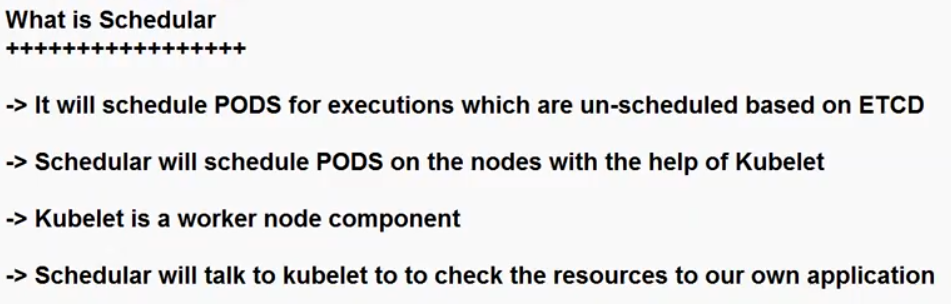 What is Schedular
+++++++++++++++++
-> It will schedule PODS for executions which are un-scheduled based on ETCD
-> Schedular will schedule PODS on the nodes with the help of Kubelet
-> Kubelet is a worker node component
-> Schedular will talk to kubelet to to check the resources to our own application